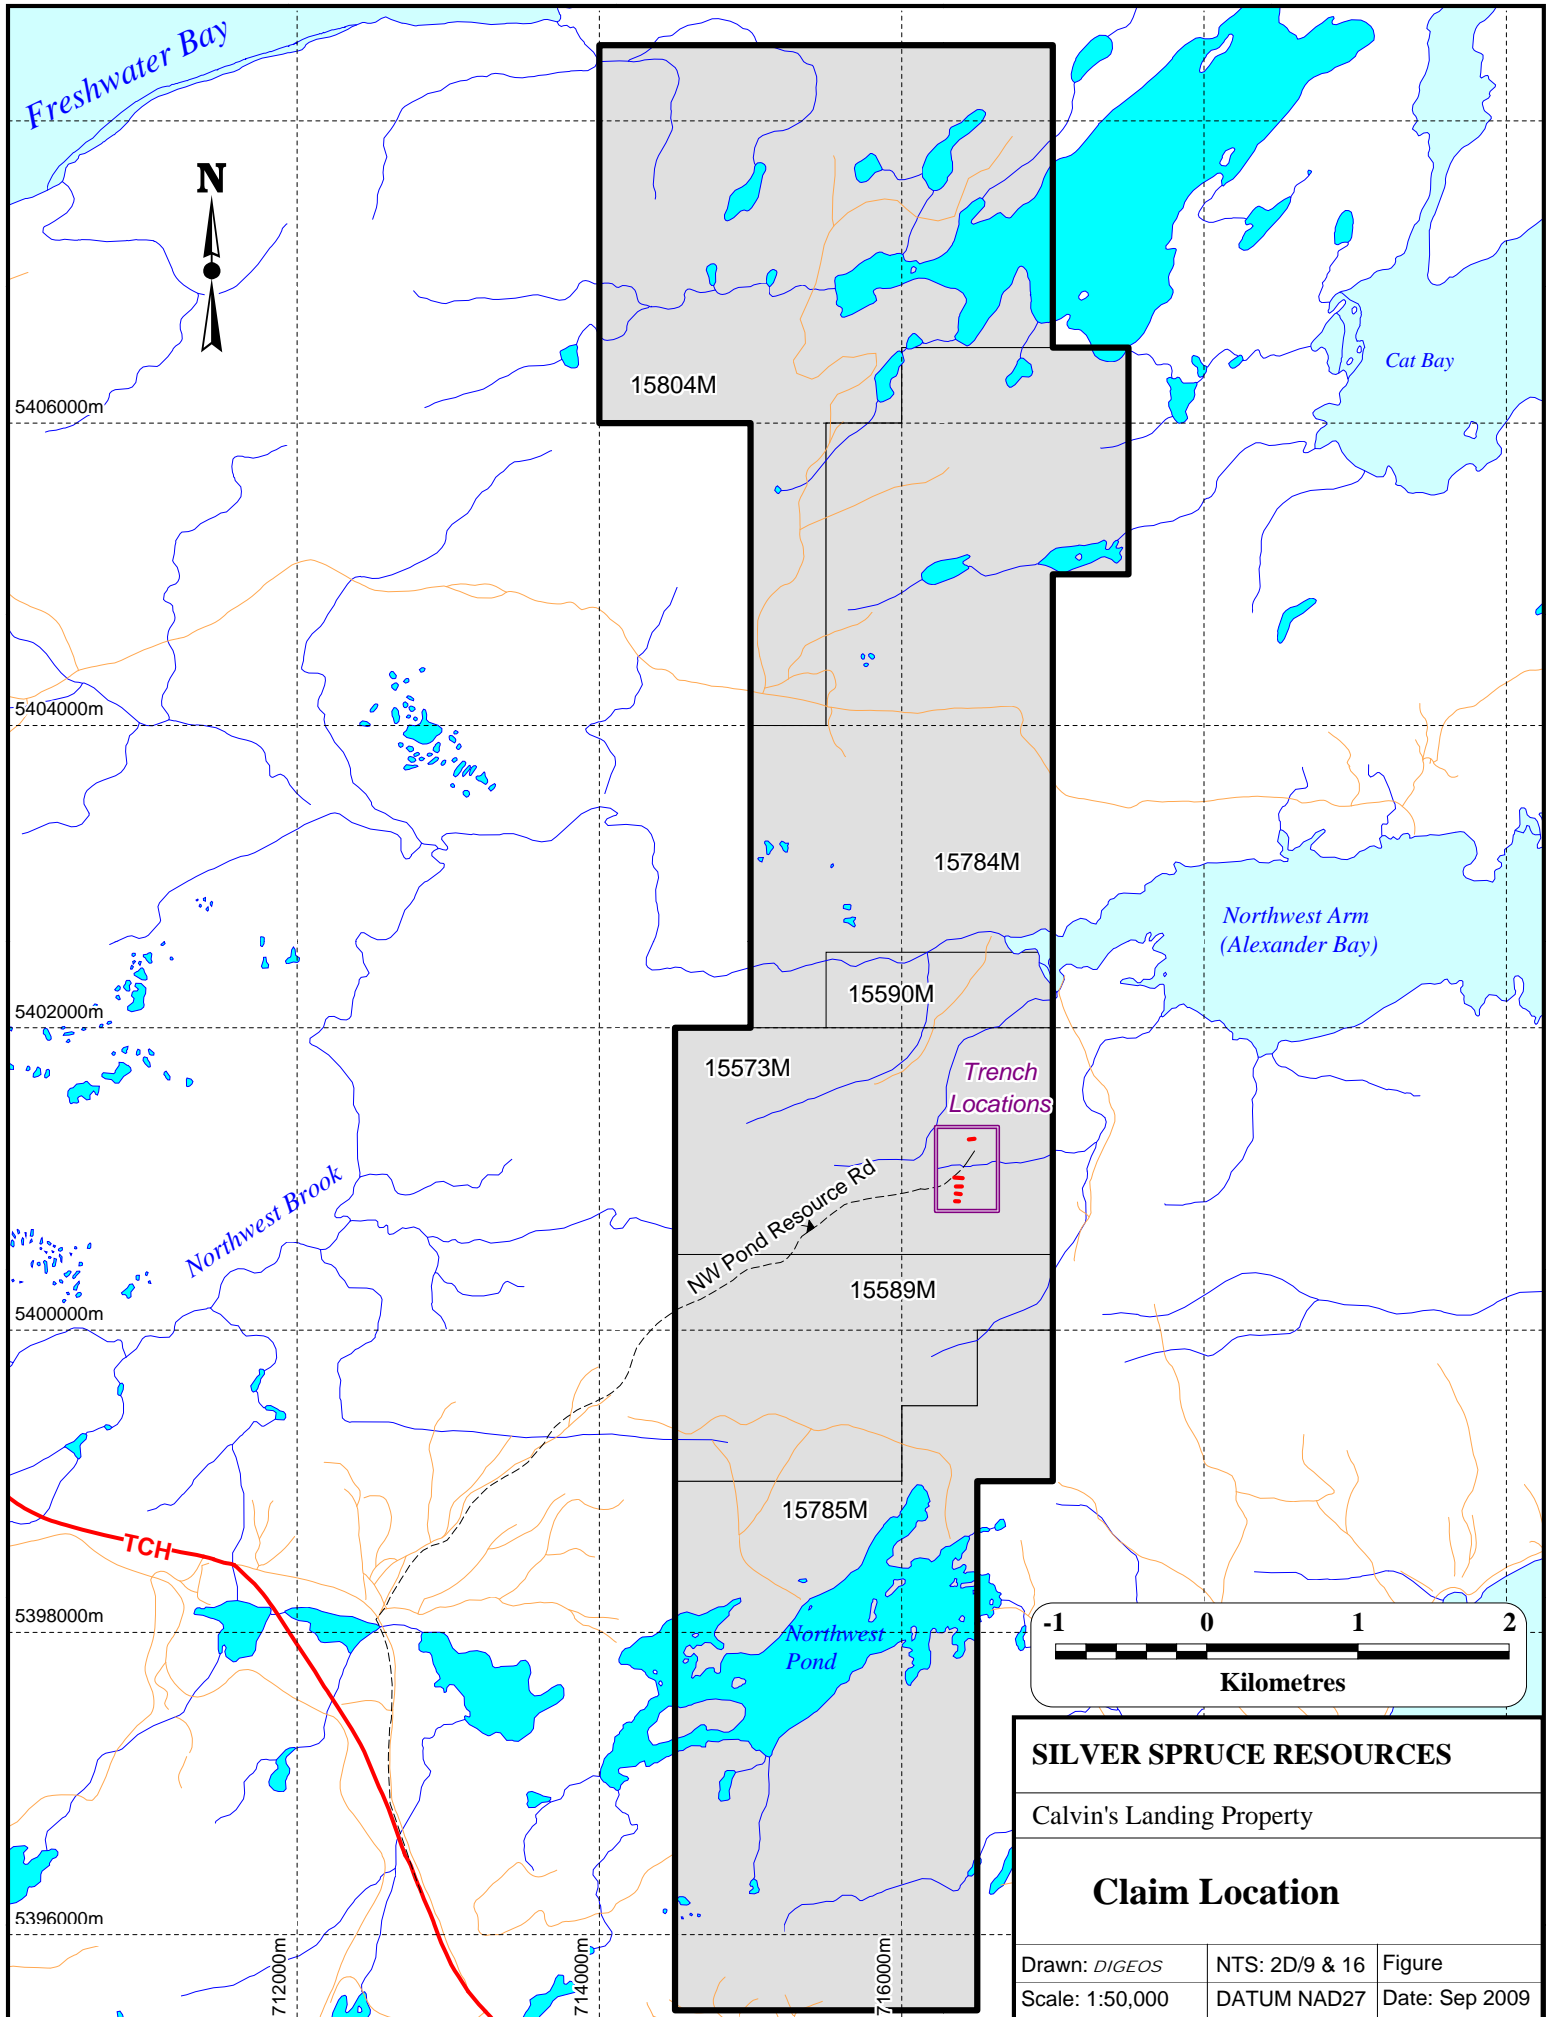 Freshwater Bay
N
Cat Bay
15804M
5406000m
5404000m
15784M
Northwest Arm
(Alexander Bay)
15590M
5402000m
15573M
Trench
Locations
NW Pond Resource Rd
Northwest Brook
15589M
5400000m
15785M
TCH
5398000m
Northwest
Pond
-1 0 1 2
Kilometres
SILVER SPRUCE RESOURCES
Calvin's Landing Property
Claim Location
5396000m
712000m
714000m
716000m
Drawn: DIGEOS NTS: 2D/9 & 16 Figure
Scale: 1:50,000 DATUM NAD27 Date: Sep 2009